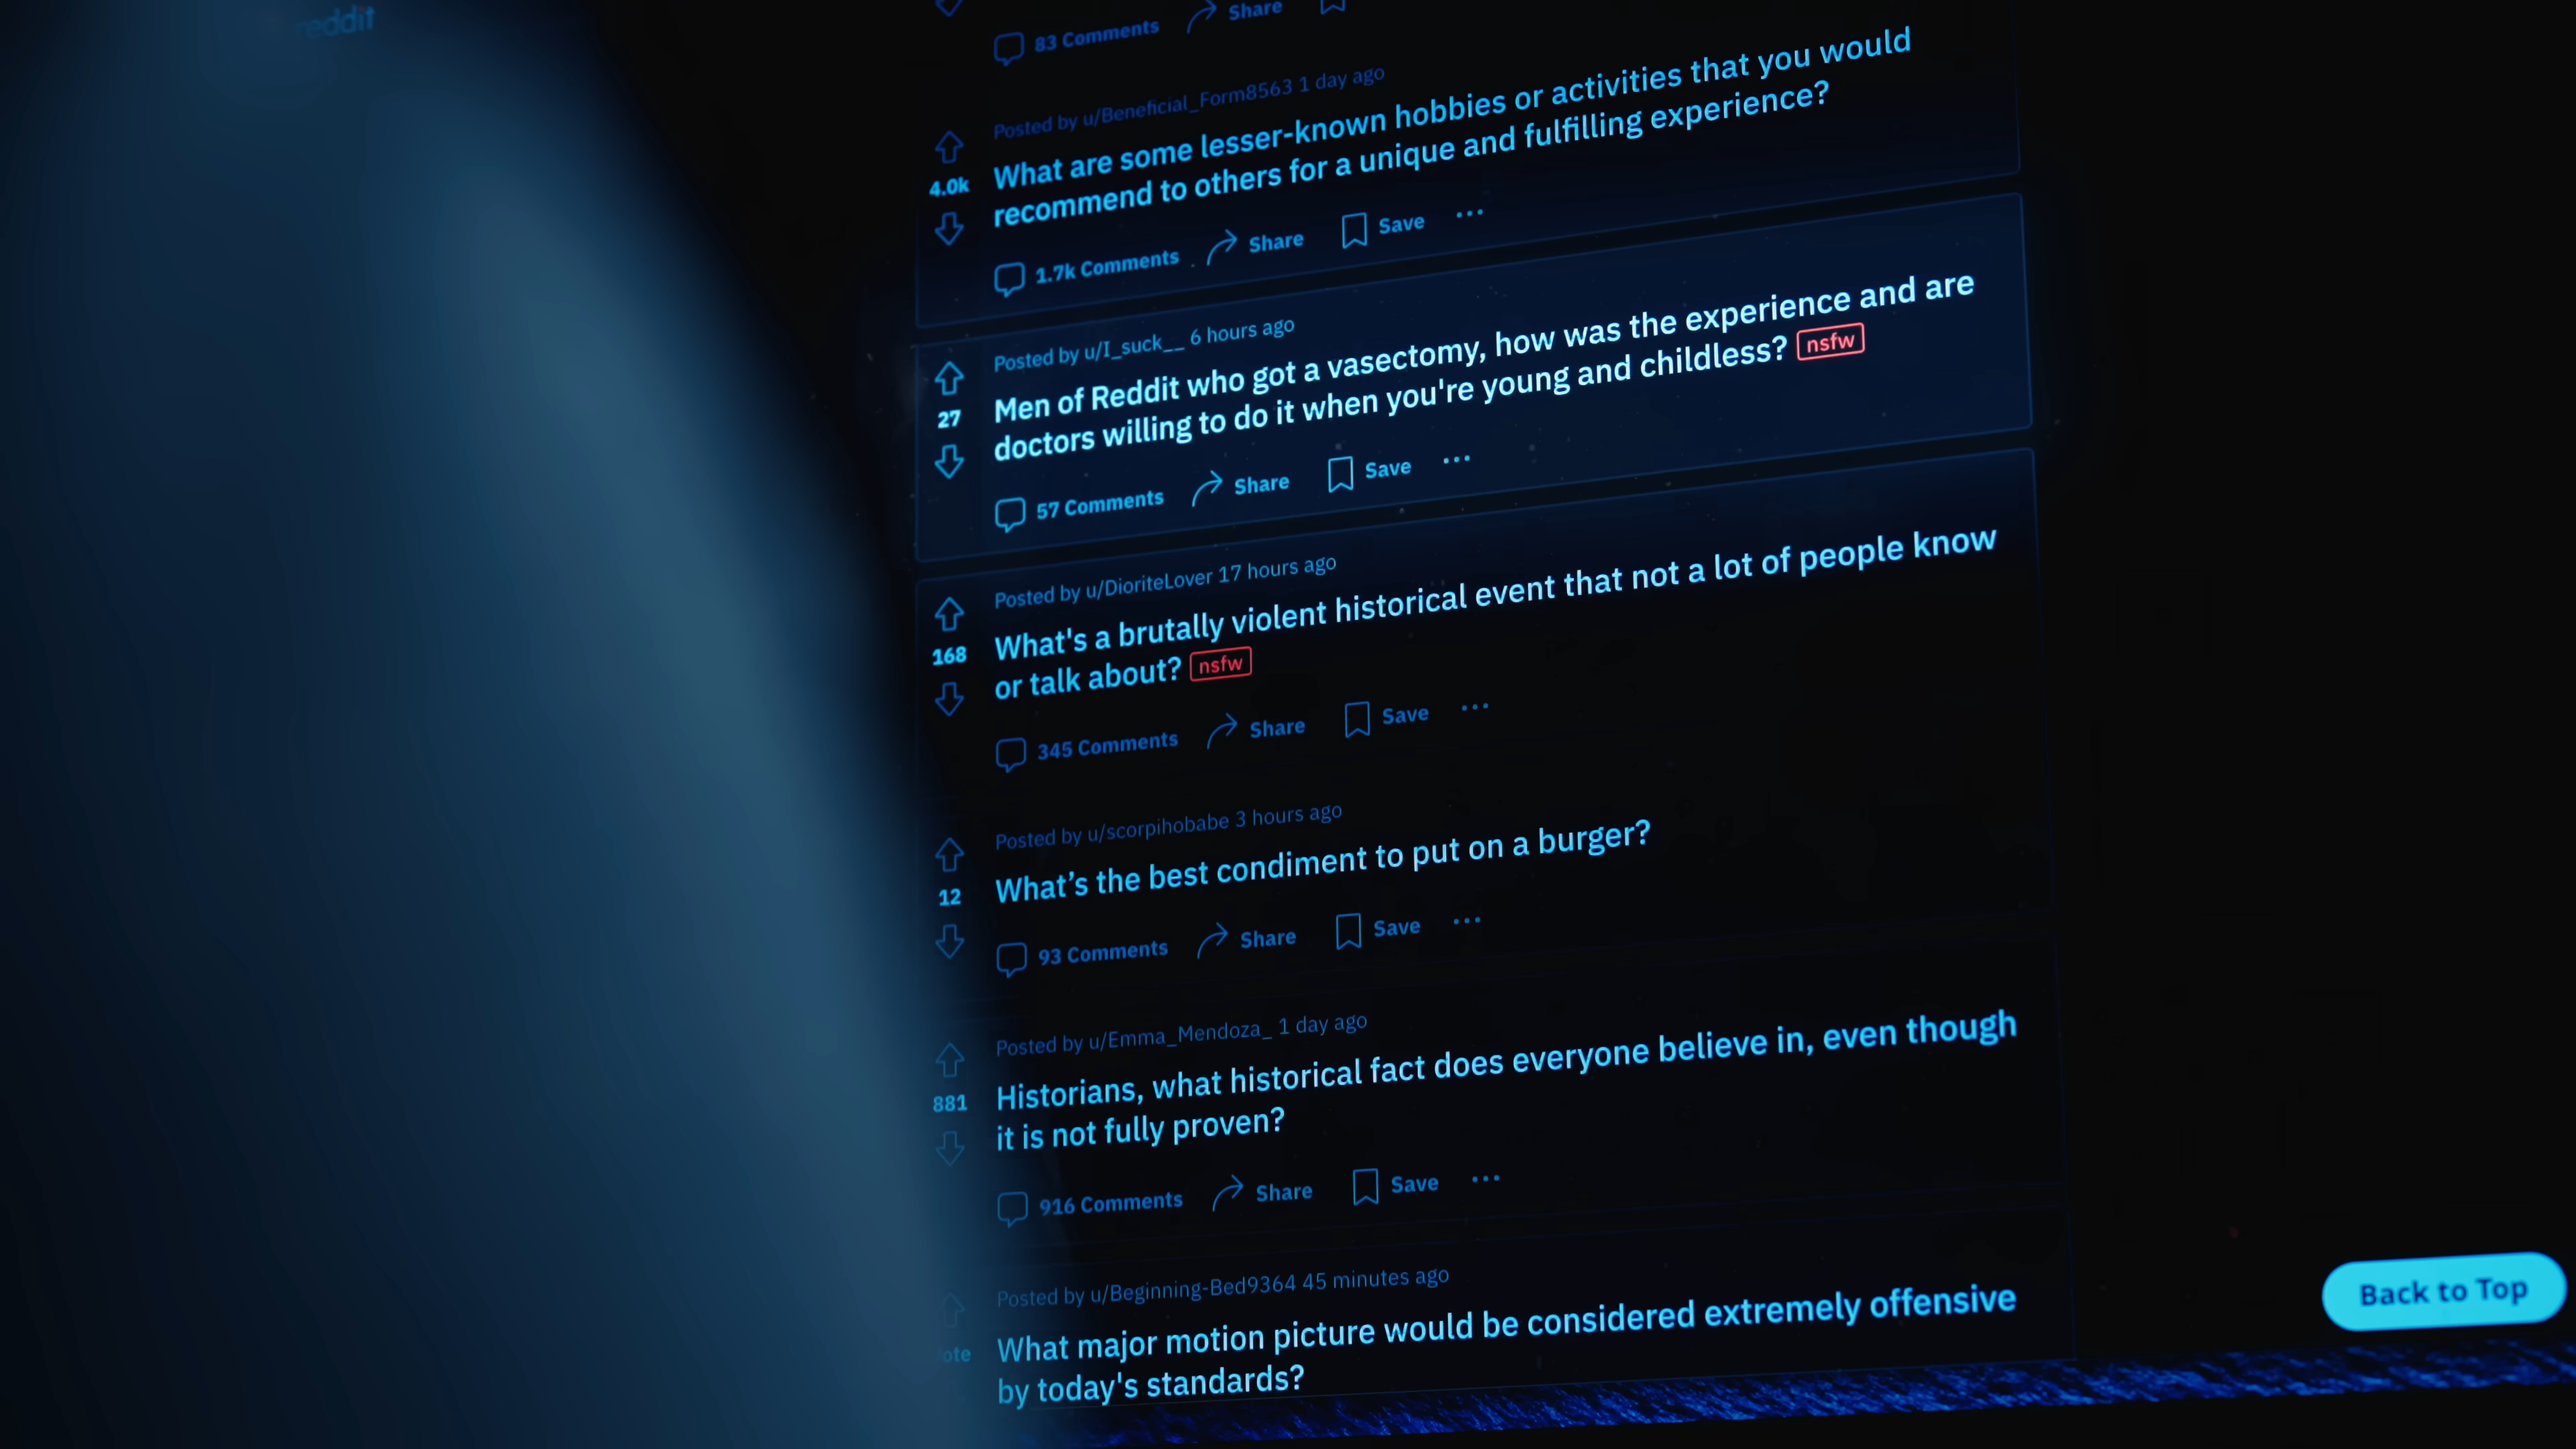 reddit
83 Comments Share
Posted by u/Beneficial_Form8563 1 day ago
What are some lesser-known hobbies or activities that you would
recommend to others for a unique and fulfilling experience?
4.0k
1.7k Comments Share Save
Posted by u/I_suck__ 6 hours ago
Men of Reddit who got a vasectomy, how was the experience and are
doctors willing to do it when you're young and childless? nsfw
27
57 Comments Share Save
Posted by u/DioriteLover 17 hours ago
What's a brutally violent historical event that not a lot of people know
or talk about? nsfw
168
345 Comments Share Save
Posted by u/scorpihobabe 3 hours ago
What’s the best condiment to put on a burger?
12
93 Comments Share Save
Posted by u/Emma_Mendoza_ 1 day ago
Historians, what historical fact does everyone believe in, even though
it is not fully proven?
881
916 Comments Share Save
Posted by u/Beginning-Bed9364 45 minutes ago
What major motion picture would be considered extremely offensive
by today's standards?
Back to Top